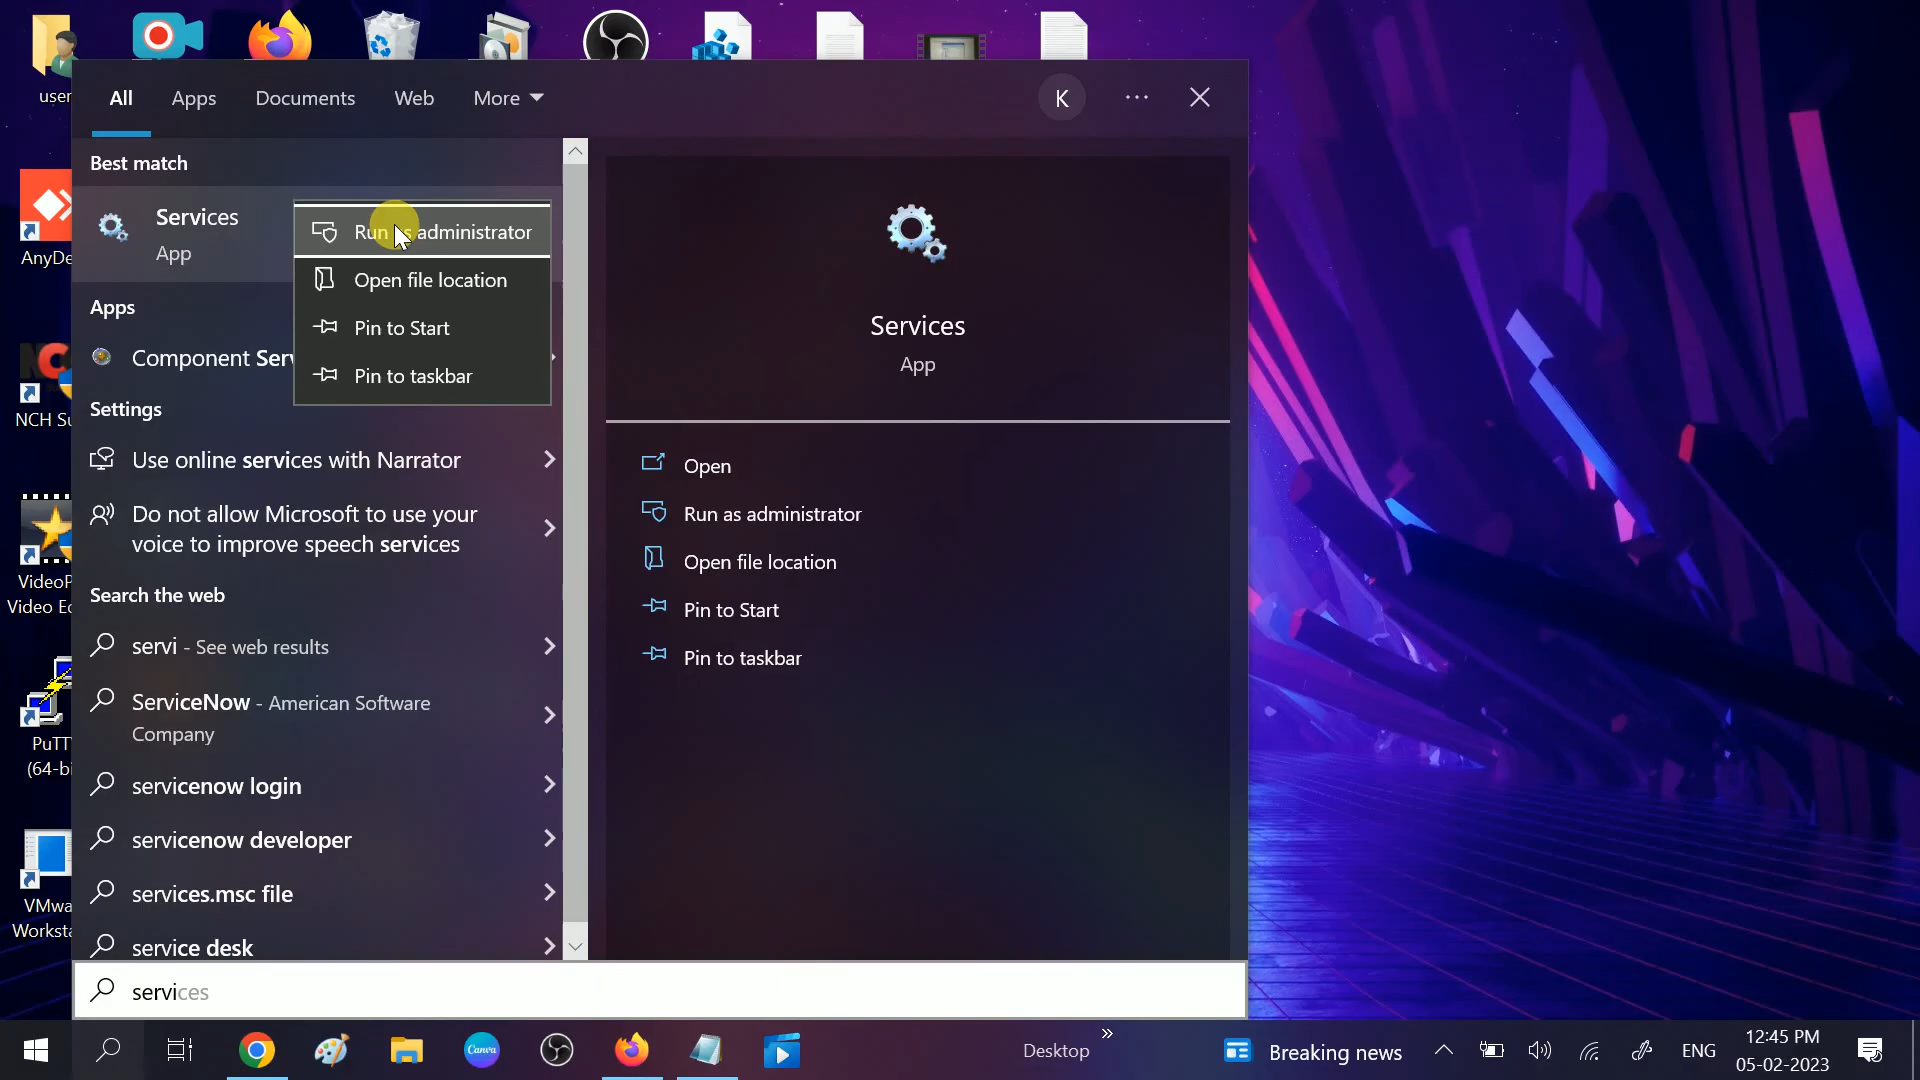 user
All
Apps
Documents
Web
More
K
Best match
Services
App
Run as administrator
Open file location
Pin to Start
Pin to taskbar
Apps
Component Serv
Settings
Use online services with Narrator
Do not allow Microsoft to use your
voice to improve speech services
Search the web
servi - See web results
ServiceNow - American Software
Company
servicenow login
servicenow developer
services.msc file
service desk
Services
App
Open
Run as administrator
Open file location
Pin to Start
Pin to taskbar
AnyDe
NCH Su
VideoP
Video Ed
PuTTY
(64-bi
VMwa
Worksta
services
Canva
Desktop
Breaking news
ENG
12:45 PM
05-02-2023